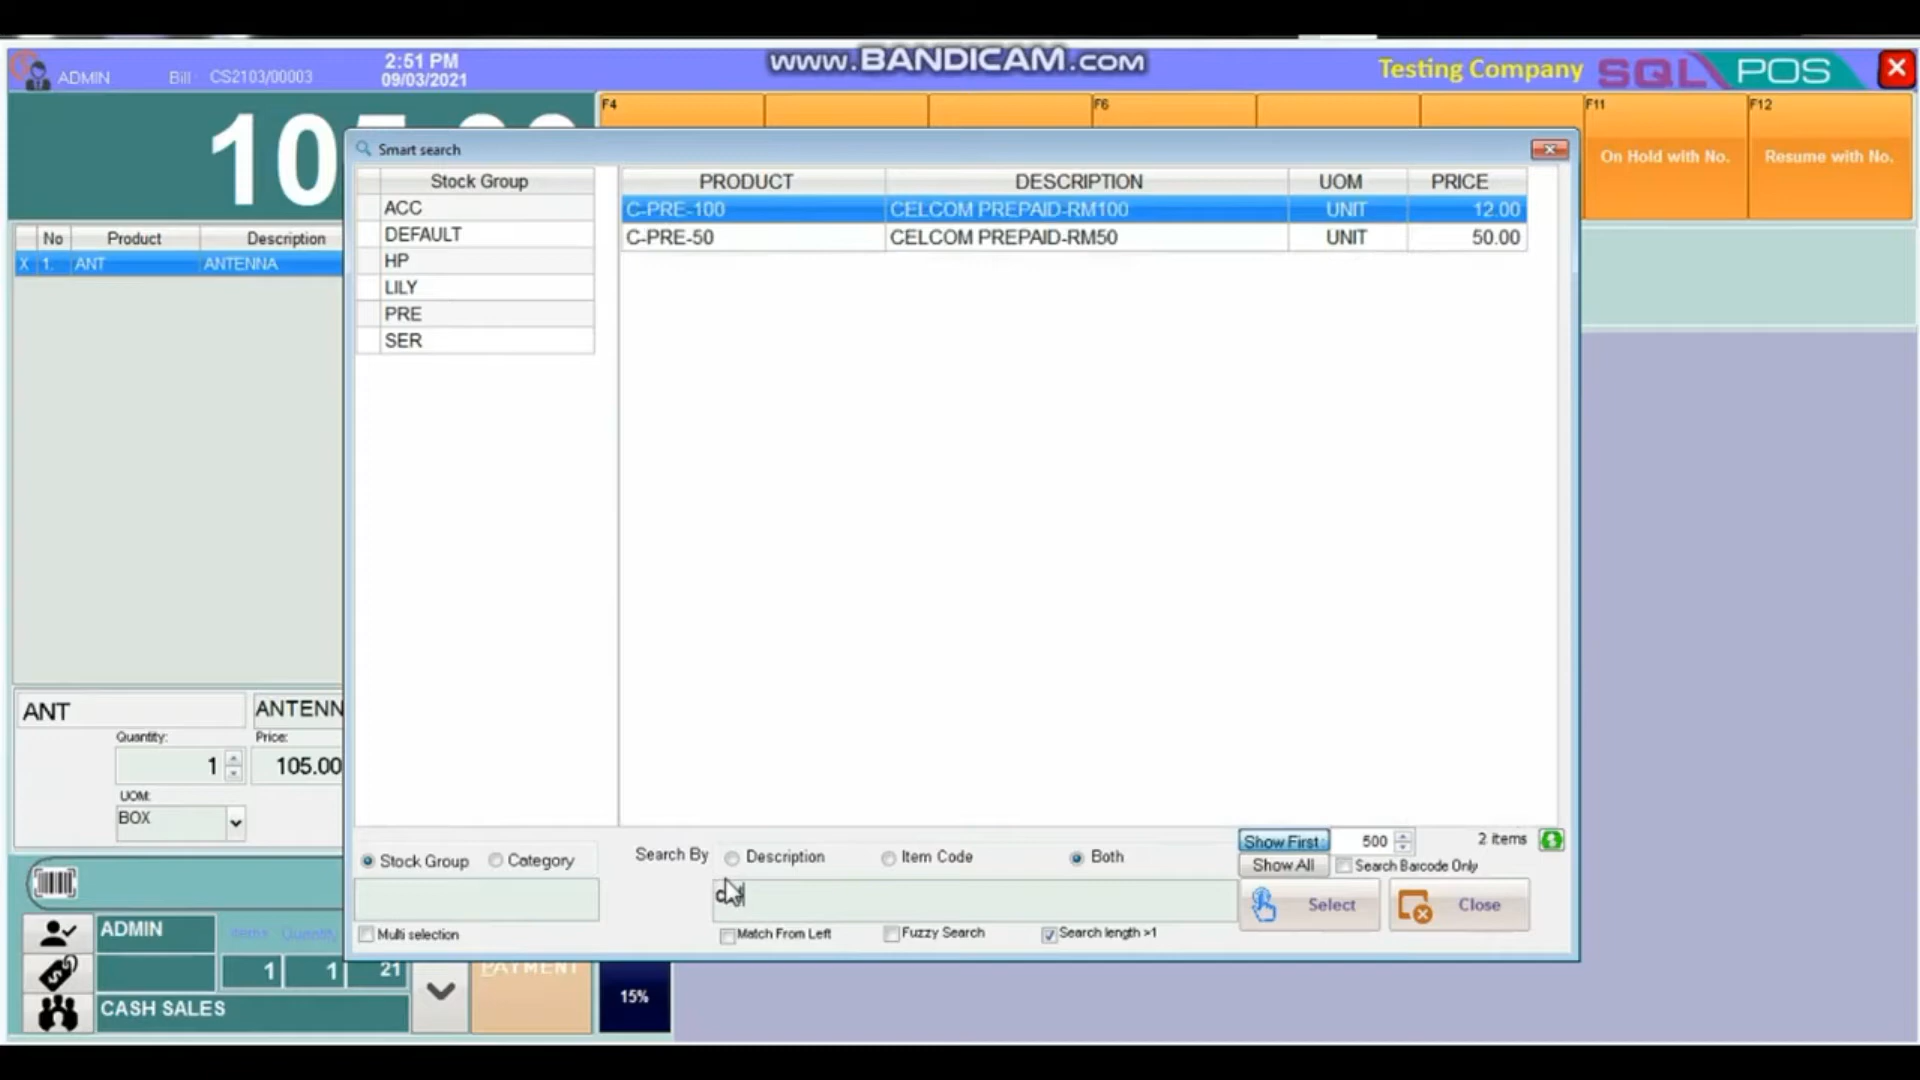 www.BANDICAM.com
ADMIN
Bill CS2103/00003
2:51 PM
09/03/2021
Testing Company SQL POS
F4
F6
F11
F12
On Hold with No.
Resume with No.
Smart search
Stock Group
ACC
DEFAULT
HP
LILY
PRE
SER
PRODUCT DESCRIPTION UOM PRICE
C-PRE-100 CELCOM PREPAID-RM100 UNIT 12.00
C-PRE-50 CELCOM PREPAID-RM50 UNIT 50.00
No Product Description
X 1. ANT ANTENNA
ANT
ANTENN
Quantity: Price:
1 105.00
UOM:
BOX
Stock Group Category
Multi selection
Search By Description Item Code Both
Match From Left Fuzzy Search Search length >1
Show First: 500 2 items
Show All Search Barcode Only
Select Close
ADMIN
Items Quantity
1 1 21
CASH SALES
PAYMENT
15%